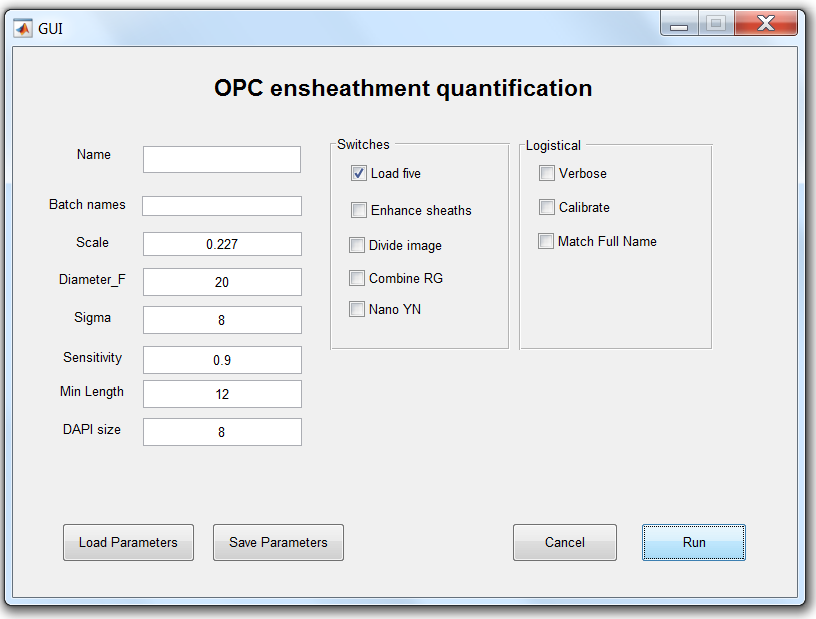 GUI
OPC ensheathment quantification
Name
Batch names
Scale
0.227
Diameter_F
20
Sigma
8
Sensitivity
0.9
Min Length
12
DAPI size
8
Switches
Load five
Enhance sheaths
Divide image
Combine RG
Nano YN
Logistical
Verbose
Calibrate
Match Full Name
Load Parameters
Save Parameters
Cancel
Run